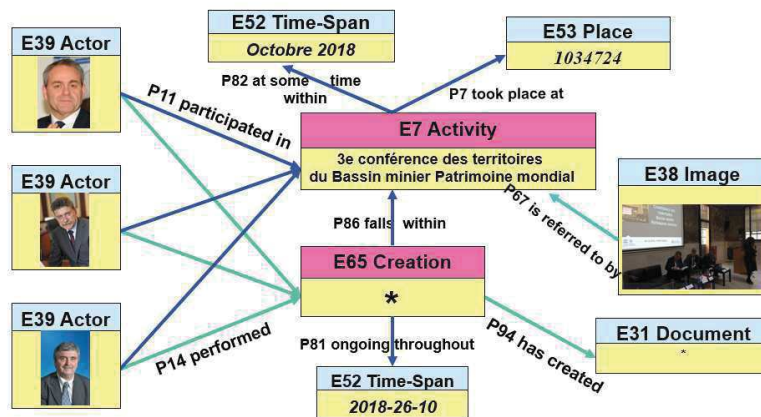 E52 Time-Span
Octobre 2018
E53 Place
1034724
E39 Actor
P82 at some time
within
P7 took place at
P11 participated in
E7 Activity
3e conférence des territoires
du Bassin minier Patrimoine mondial
E39 Actor
E38 Image
P67 is referred to by
P86 falls within
E65 Creation
*
E39 Actor
P14 performed
P81 ongoing throughout
P94 has created
E31 Document
*
E52 Time-Span
2018-26-10